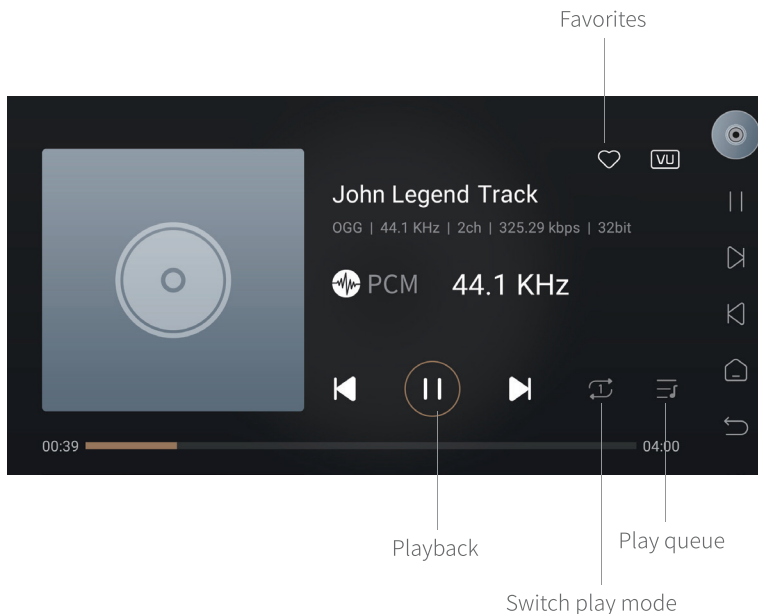 Favorites
VU
John Legend Track
OGG | 44.1 KHz | 2ch | 325.29 kbps | 32bit
PCM 44.1 KHz
1
00:39 04:00
Playback
Play queue
Switch play mode